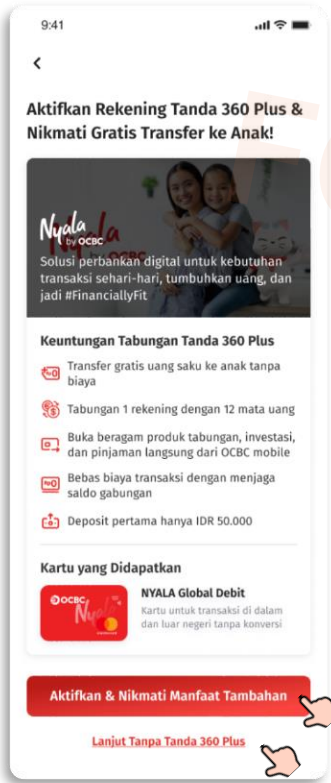 9:41
Aktifkan Rekening Tanda 360 Plus &
Nikmati Gratis Transfer ke Anak!
Nyala
by OCBC
Solusi perbankan digital untuk kebutuhan
transaksi sehari-hari, tumbuhkan uang, dan
jadi #FinanciallyFit
Keuntungan Tabungan Tanda 360 Plus
Transfer gratis uang saku ke anak tanpa
biaya
Tabungan 1 rekening dengan 12 mata uang
Buka beragam produk tabungan, investasi,
dan pinjaman langsung dari OCBC mobile
Bebas biaya transaksi dengan menjaga
saldo gabungan
Deposit pertama hanya IDR 50.000
Kartu yang Didapatkan
OCBC
Nyala
NYALA Global Debit
Kartu untuk transaksi di dalam
dan luar negeri tanpa konversi
Aktifkan & Nikmati Manfaat Tambahan
Lanjut Tanpa Tanda 360 Plus